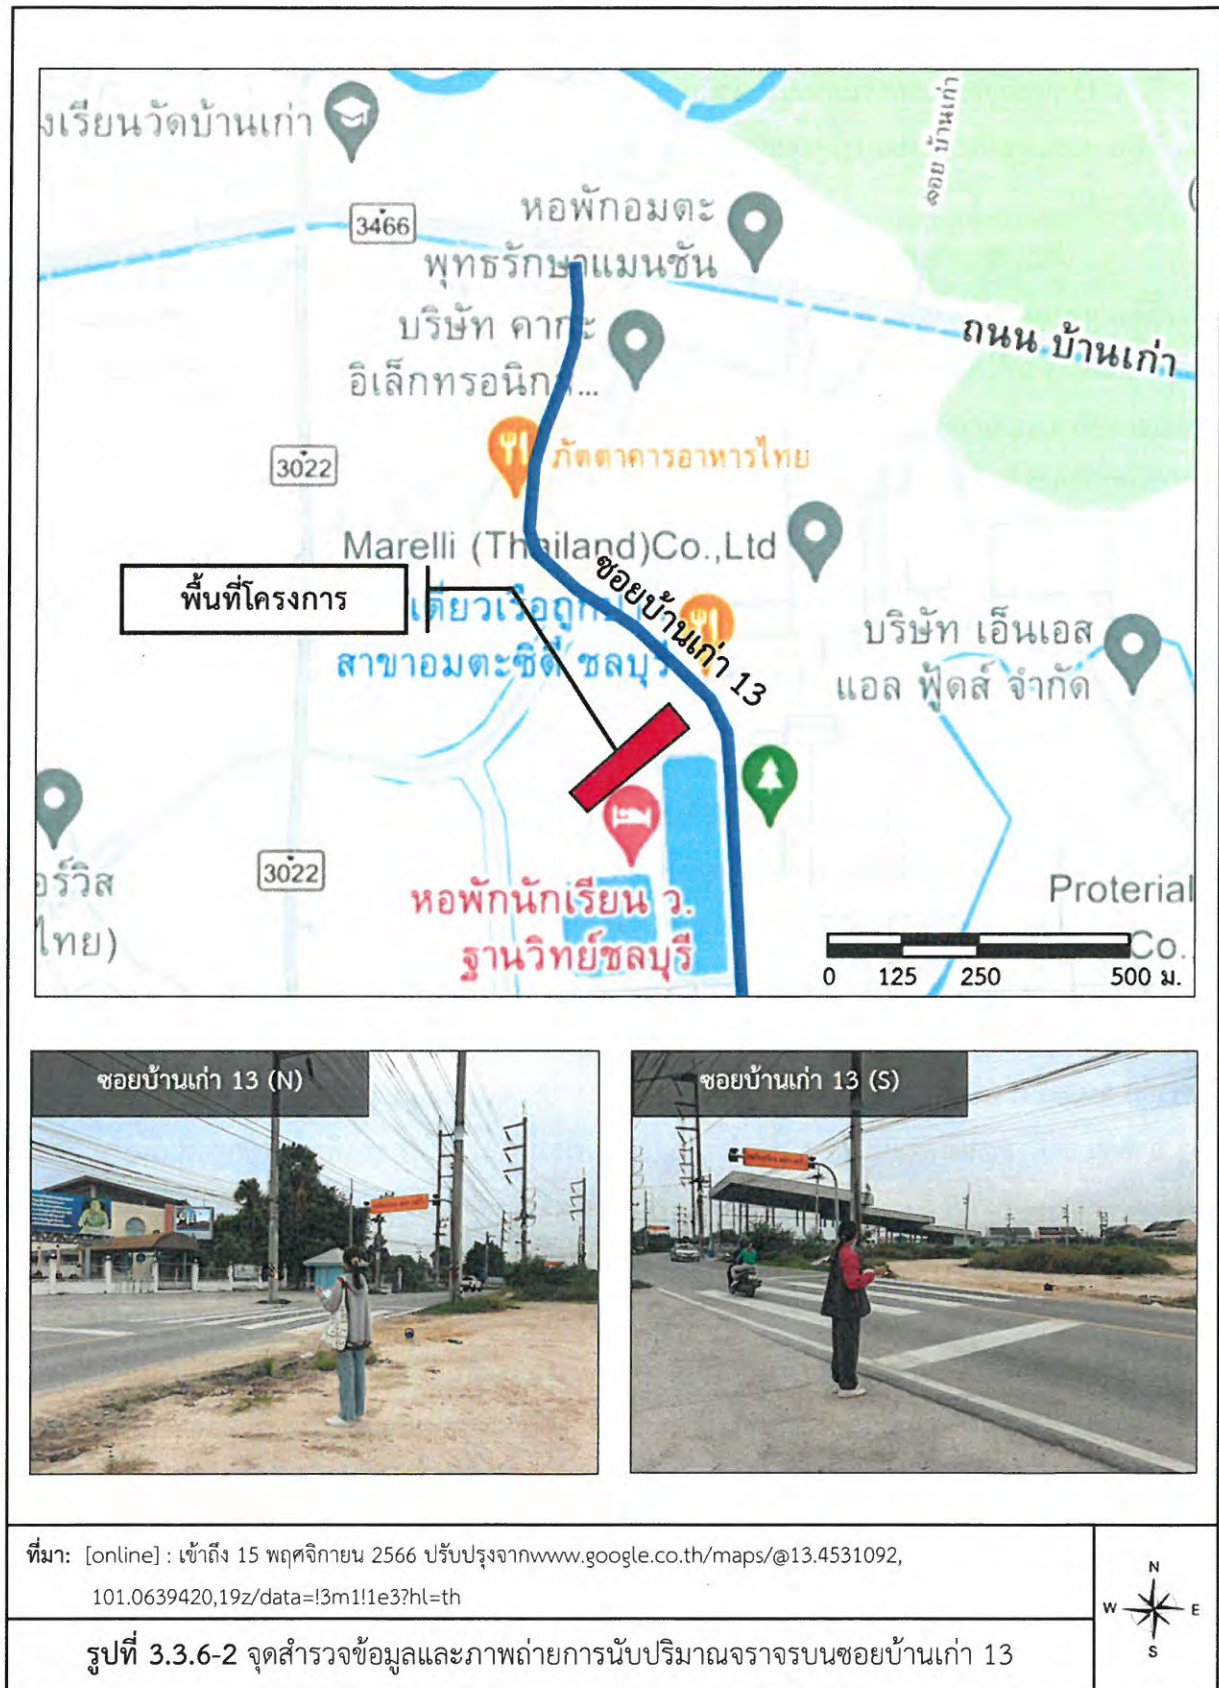 งเรียนวัดบ้านเก่า
3466
ซอย บ้านเก่า
หอพักอมตะ
พุทธรักษาแมนชัน
บริษัท คากะ
อิเล็กทรอนิกส์...
ถนน บ้านเก่า
3022
ภัตตาคารอาหารไทย
Marelli (Thailand)Co.,Ltd
พื้นที่โครงการ
ซอยบ้านเก่า 13
สาขาอมตะซิตี้ ชลบุรี
บริษัท เอ็นเอส
แอล ฟู้ดส์ จำกัด
3022
อร์วิส
ไทย)
หอพักนักเรียน ว.
ฐานวิทย์ชลบุรี
Proterial
Co.,
0 125 250 500 ม.
ซอยบ้านเก่า 13 (N)
ซอยบ้านเก่า 13 (S)
ที่มา: [online] : เข้าถึง 15 พฤศจิกายน 2566 ปรับปรุงจากwww.google.co.th/maps/@13.4531092,
101.0639420,19z/data=!3m1!1e3?hl=th
N
W E
S
รูปที่ 3.3.6-2 จุดสำรวจข้อมูลและภาพถ่ายการนับปริมาณจราจรบนซอยบ้านเก่า 13